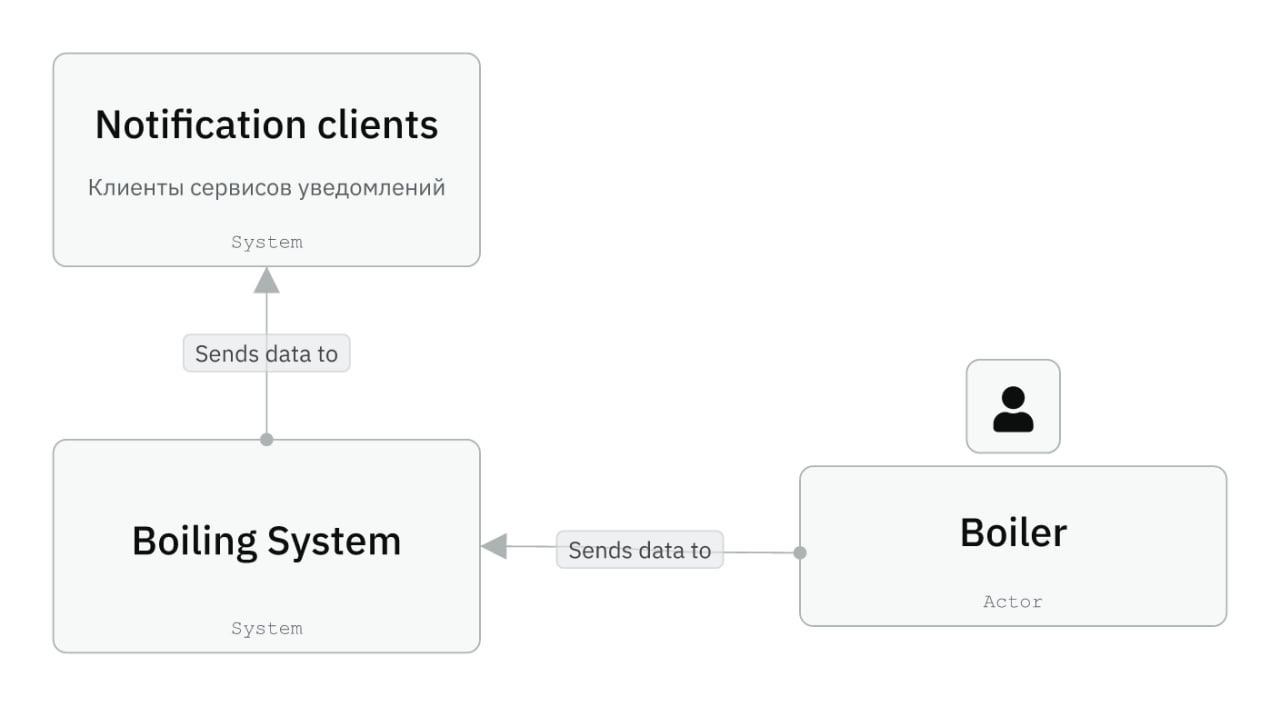 Notification clients
Клиенты сервисов уведомлений
System
Sends data to
Boiling System
System
Sends data to
Boiler
Actor